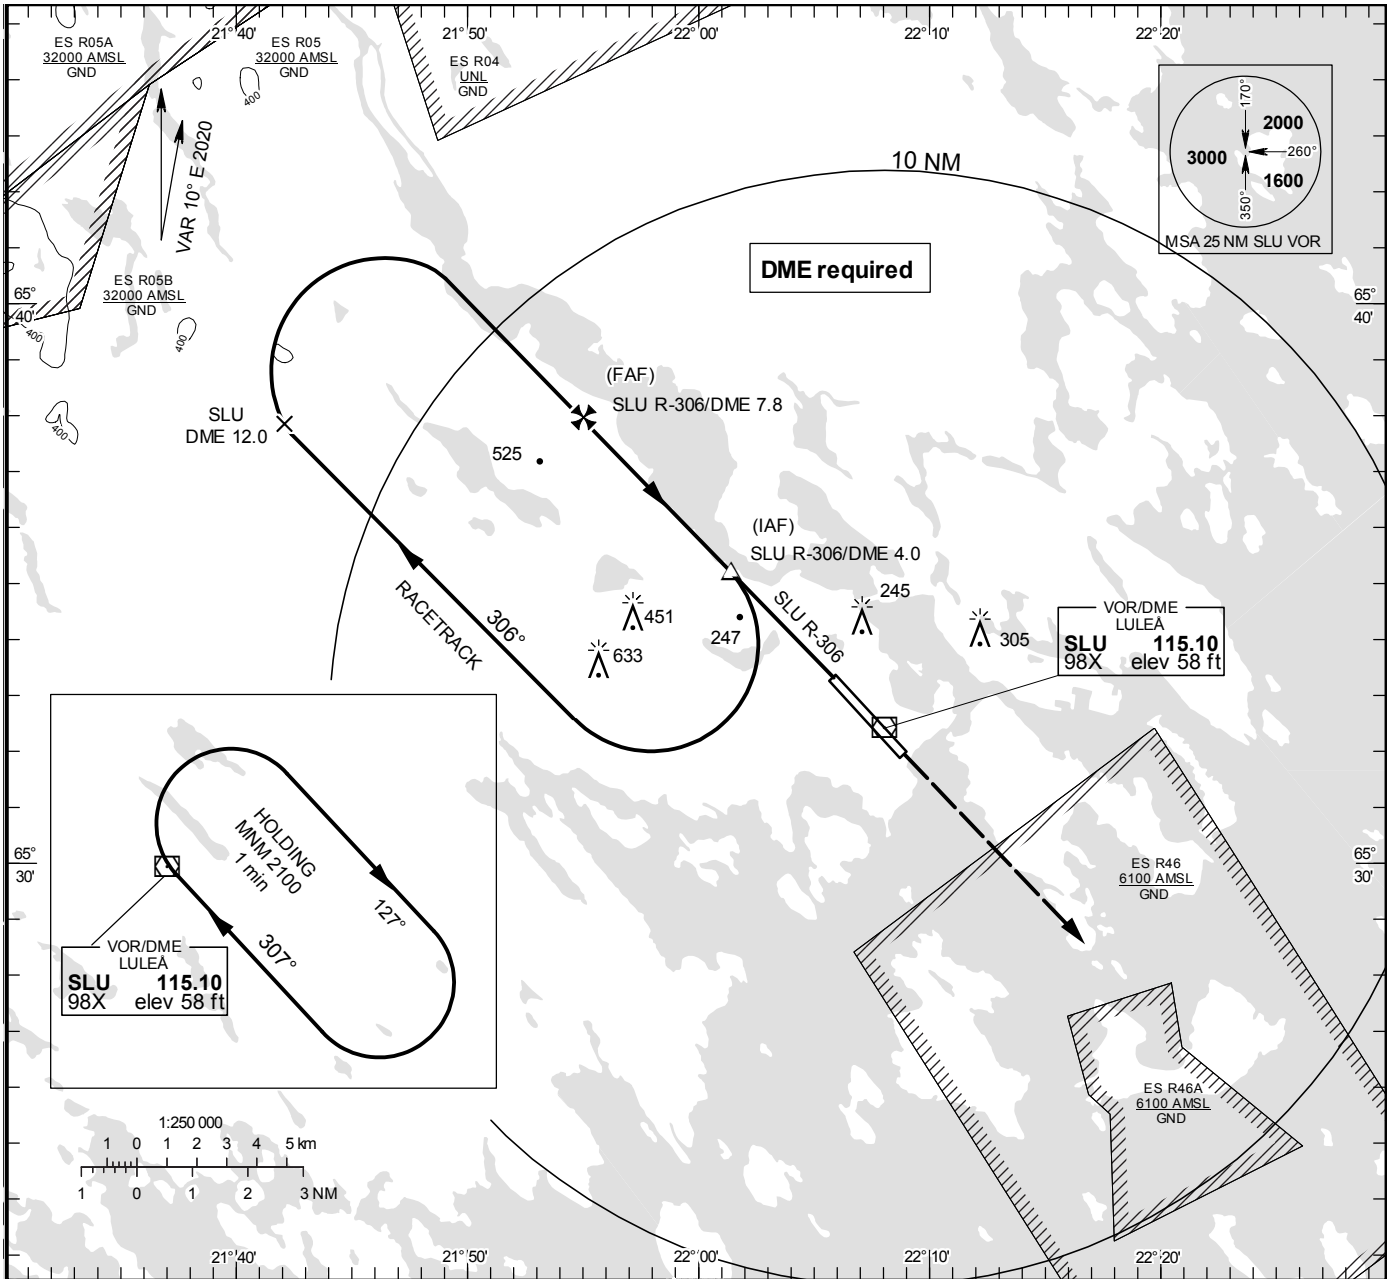 21°40'
21°50'
22°00'
22°10'
22°20'
ES R05A
32000 AMSL
GND
ES R05
32000 AMSL
GND
ES R04
UNL
GND
400
VAR 10° E 2020
10 NM
170°
2000
3000
260°
1600
350°
MSA 25 NM SLU VOR
DME required
ES R05B
32000 AMSL
GND
65°
40'
65°
40'
400
400
400
(FAF)
SLU R-306/DME 7.8
SLU
DME 12.0
525
(IAF)
SLU R-306/DME 4.0
RACETRACK
306°
451
633
247
SLU R-306
245
305
VOR/DME
LULEÅ
SLU 115.10
98X elev 58 ft
HOLDING
MNM 2100
1 min
127°
307°
65°
30'
65°
30'
VOR/DME
LULEÅ
SLU 115.10
98X elev 58 ft
ES R46
6100 AMSL
GND
ES R46A
6100 AMSL
GND
1:250 000
1 0 1 2 3 4 5 km
1 0 1 2 3 NM
21°40'
21°50'
22°00'
22°10'
22°20'